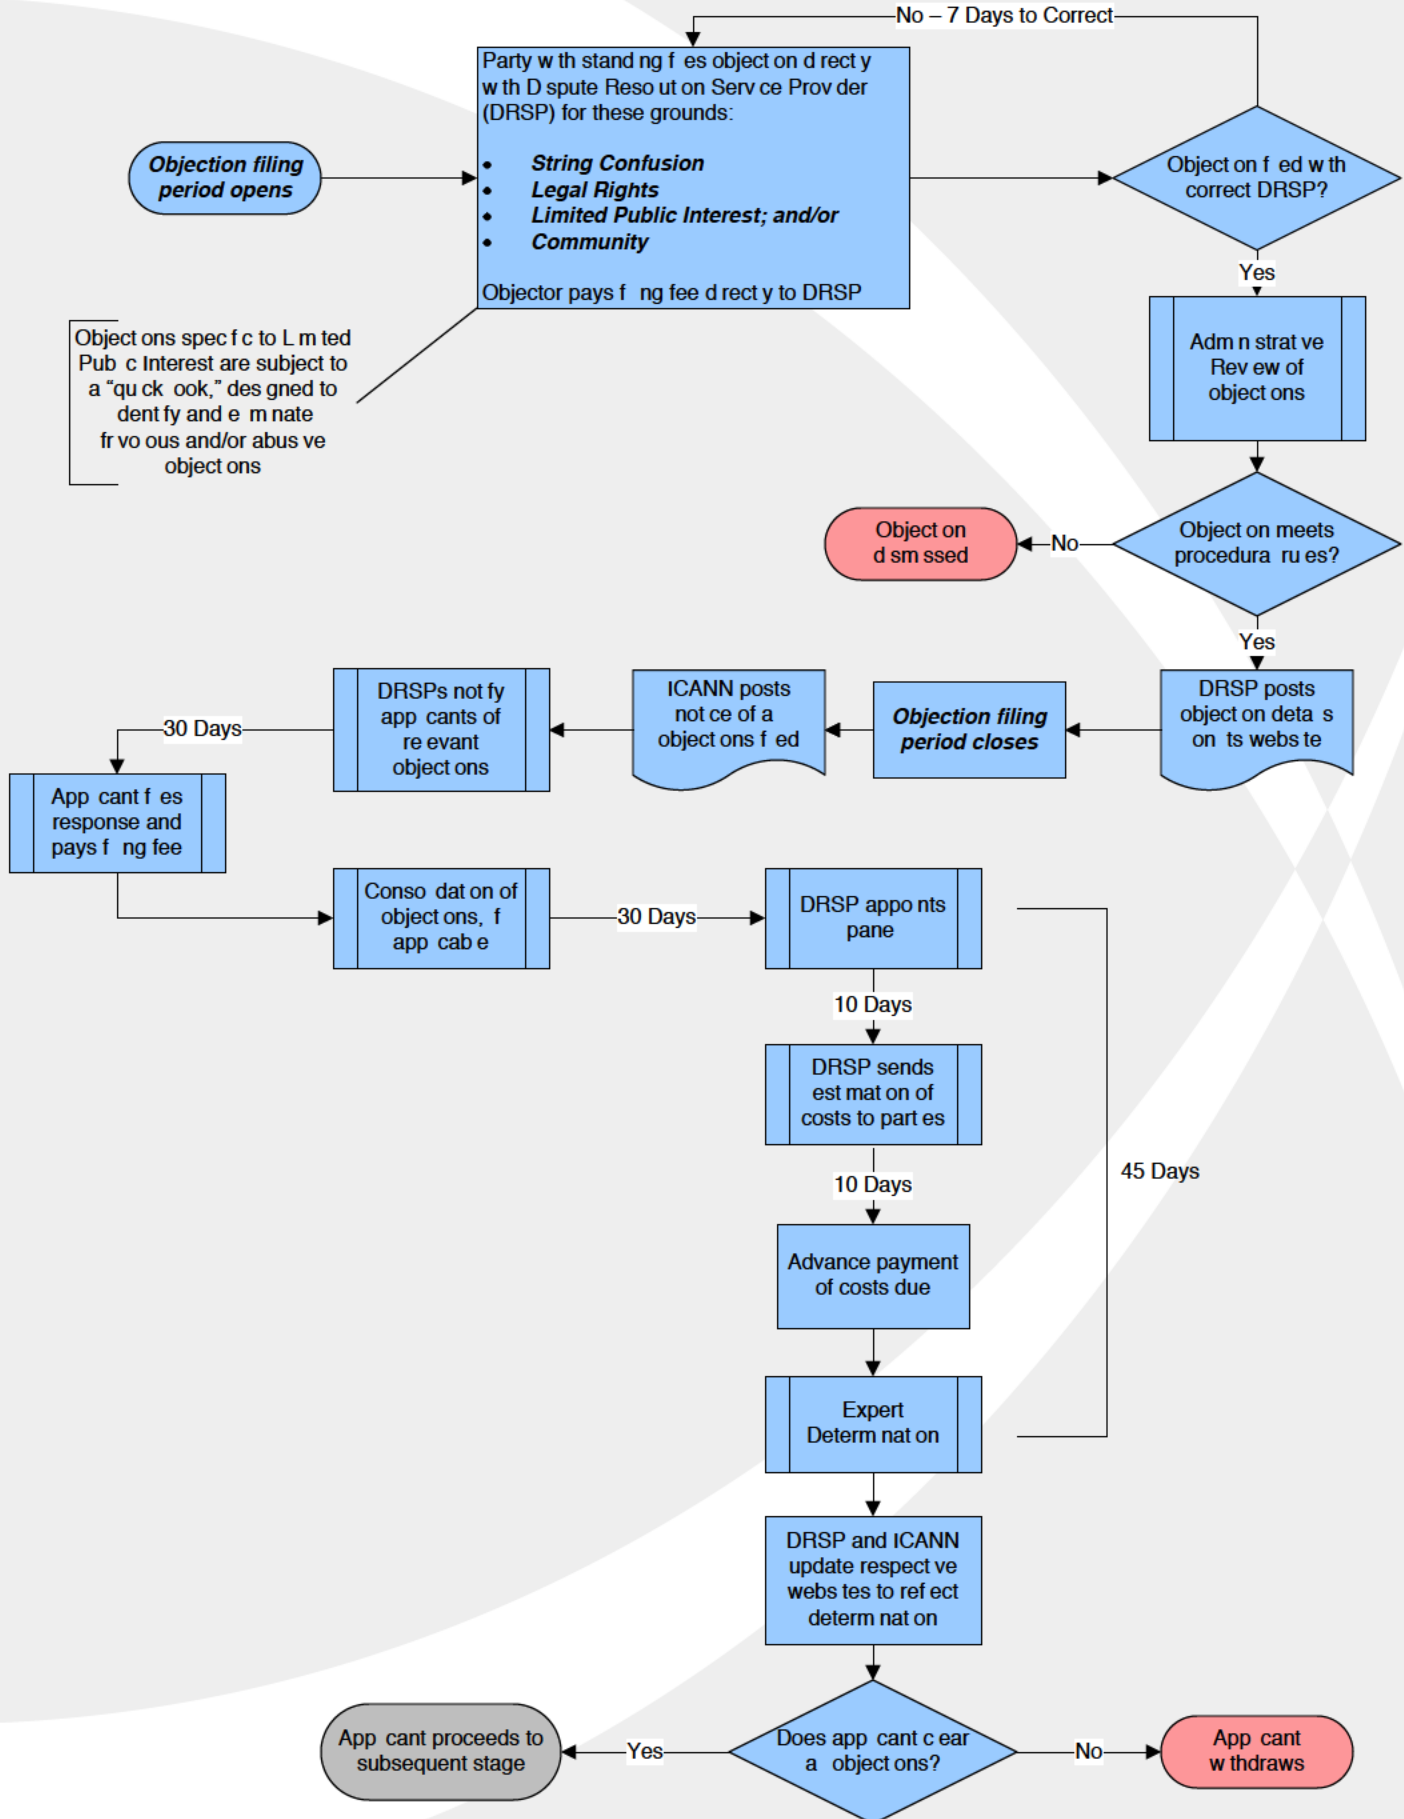 No – 7 Days to Correct
Party w th stand ng f es object on d rect y
w th D spute Reso ut on Serv ce Prov der
(DRSP) for these grounds:
• String Confusion
• Legal Rights
• Limited Public Interest; and/or
• Community
Objector pays f ng fee d rect y to DRSP
Objection filing
period opens
Object on f ed w th
correct DRSP?
Yes
Object ons spec f c to L m ted
Pub c Interest are subject to
a “qu ck ook,” des gned to
dent fy and e m nate
fr vo ous and/or abus ve
object ons
Adm n strat ve
Rev ew of
object ons
Object on
d sm ssed
No
Object on meets
procedura ru es?
Yes
DRSP posts
object on deta s
on ts webs te
Objection filing
period closes
ICANN posts
not ce of a
object ons f ed
DRSPs not fy
app cants of
re evant
object ons
30 Days
App cant f es
response and
pays f ng fee
Conso dat on of
object ons, f
app cab e
30 Days
DRSP appo nts
pane
10 Days
DRSP sends
est mat on of
costs to part es
10 Days
45 Days
Advance payment
of costs due
Expert
Determ nat on
DRSP and ICANN
update respect ve
webs tes to ref ect
determ nat on
Does app cant c ear
a object ons?
Yes
App cant proceeds to
subsequent stage
No
App cant
w thdraws